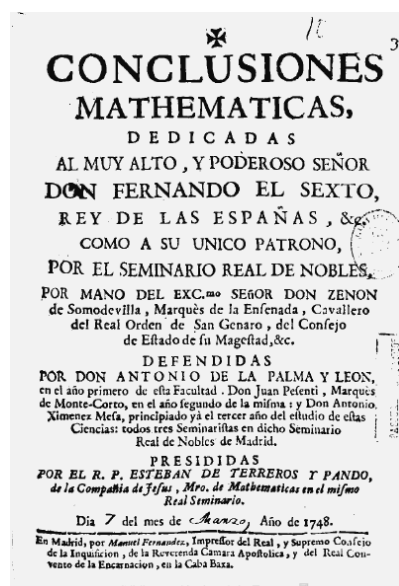 CONCLUSIONES
MATHEMATICAS,
DEDICADAS
AL MUY ALTO, Y PODEROSO SEÑOR
DON FERNANDO EL SEXTO,
REY DE LAS ESPAÑAS, &c.
COMO A SU UNICO PATRONO,
POR EL SEMINARIO REAL DE NOBLES,
POR MANO DEL EXC.mo SEñOR DON ZENON
de Somodevilla, Marquès de la Enſenada, Cavallero
del Real Orden de San Genaro, del Conſejo
de Eſtado de ſu Mageſtad, &c.
DEFENDIDAS
POR DON ANTONIO DE LA PALMA Y LEON,
en el año primero de eſta Facultad. Don Juan Peſenti, Marquès
de Monte-Corto, en el año ſegundo de la miſma: y Don Antonio
Ximenez Meſa, principiado yà el tercer año del eſtudio de eſtas
Ciencias: todos tres Seminariſtas en dicho Seminario
Real de Nobles de Madrid.
PRESIDIDAS
POR EL R. P. ESTEBAN DE TERREROS Y PANDO,
de la Compañia de Jeſus, Mro. de Mathematicas en el miſmo
Real Seminario.
Dia 7 del mes de Marzo, Año de 1748.
En Madrid, por Manuel Fernandez, Impreſſor del Real, y Supremo Conſejo
de la Inquiſicion, de la Reverenda Camara Apoſtolica, y del Real Con-
vento de la Encarnacion, en la Caba Baxa.